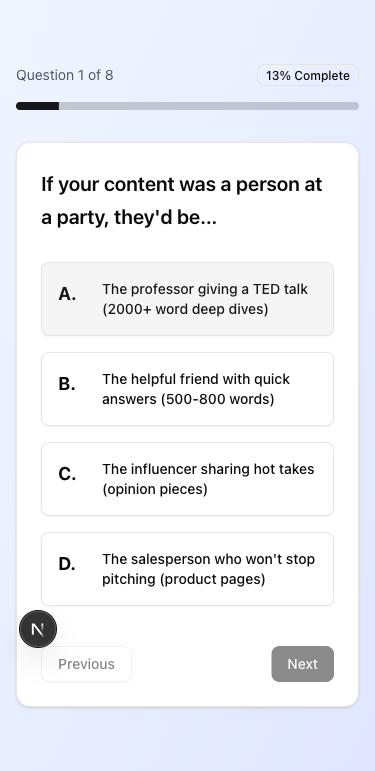 Question 1 of 8
13% Complete
If your content was a person at
a party, they'd be...
A.
The professor giving a TED talk
(2000+ word deep dives)
B.
The helpful friend with quick
answers (500-800 words)
C.
The influencer sharing hot takes
(opinion pieces)
D.
The salesperson who won't stop
pitching (product pages)
N
Previous
Next